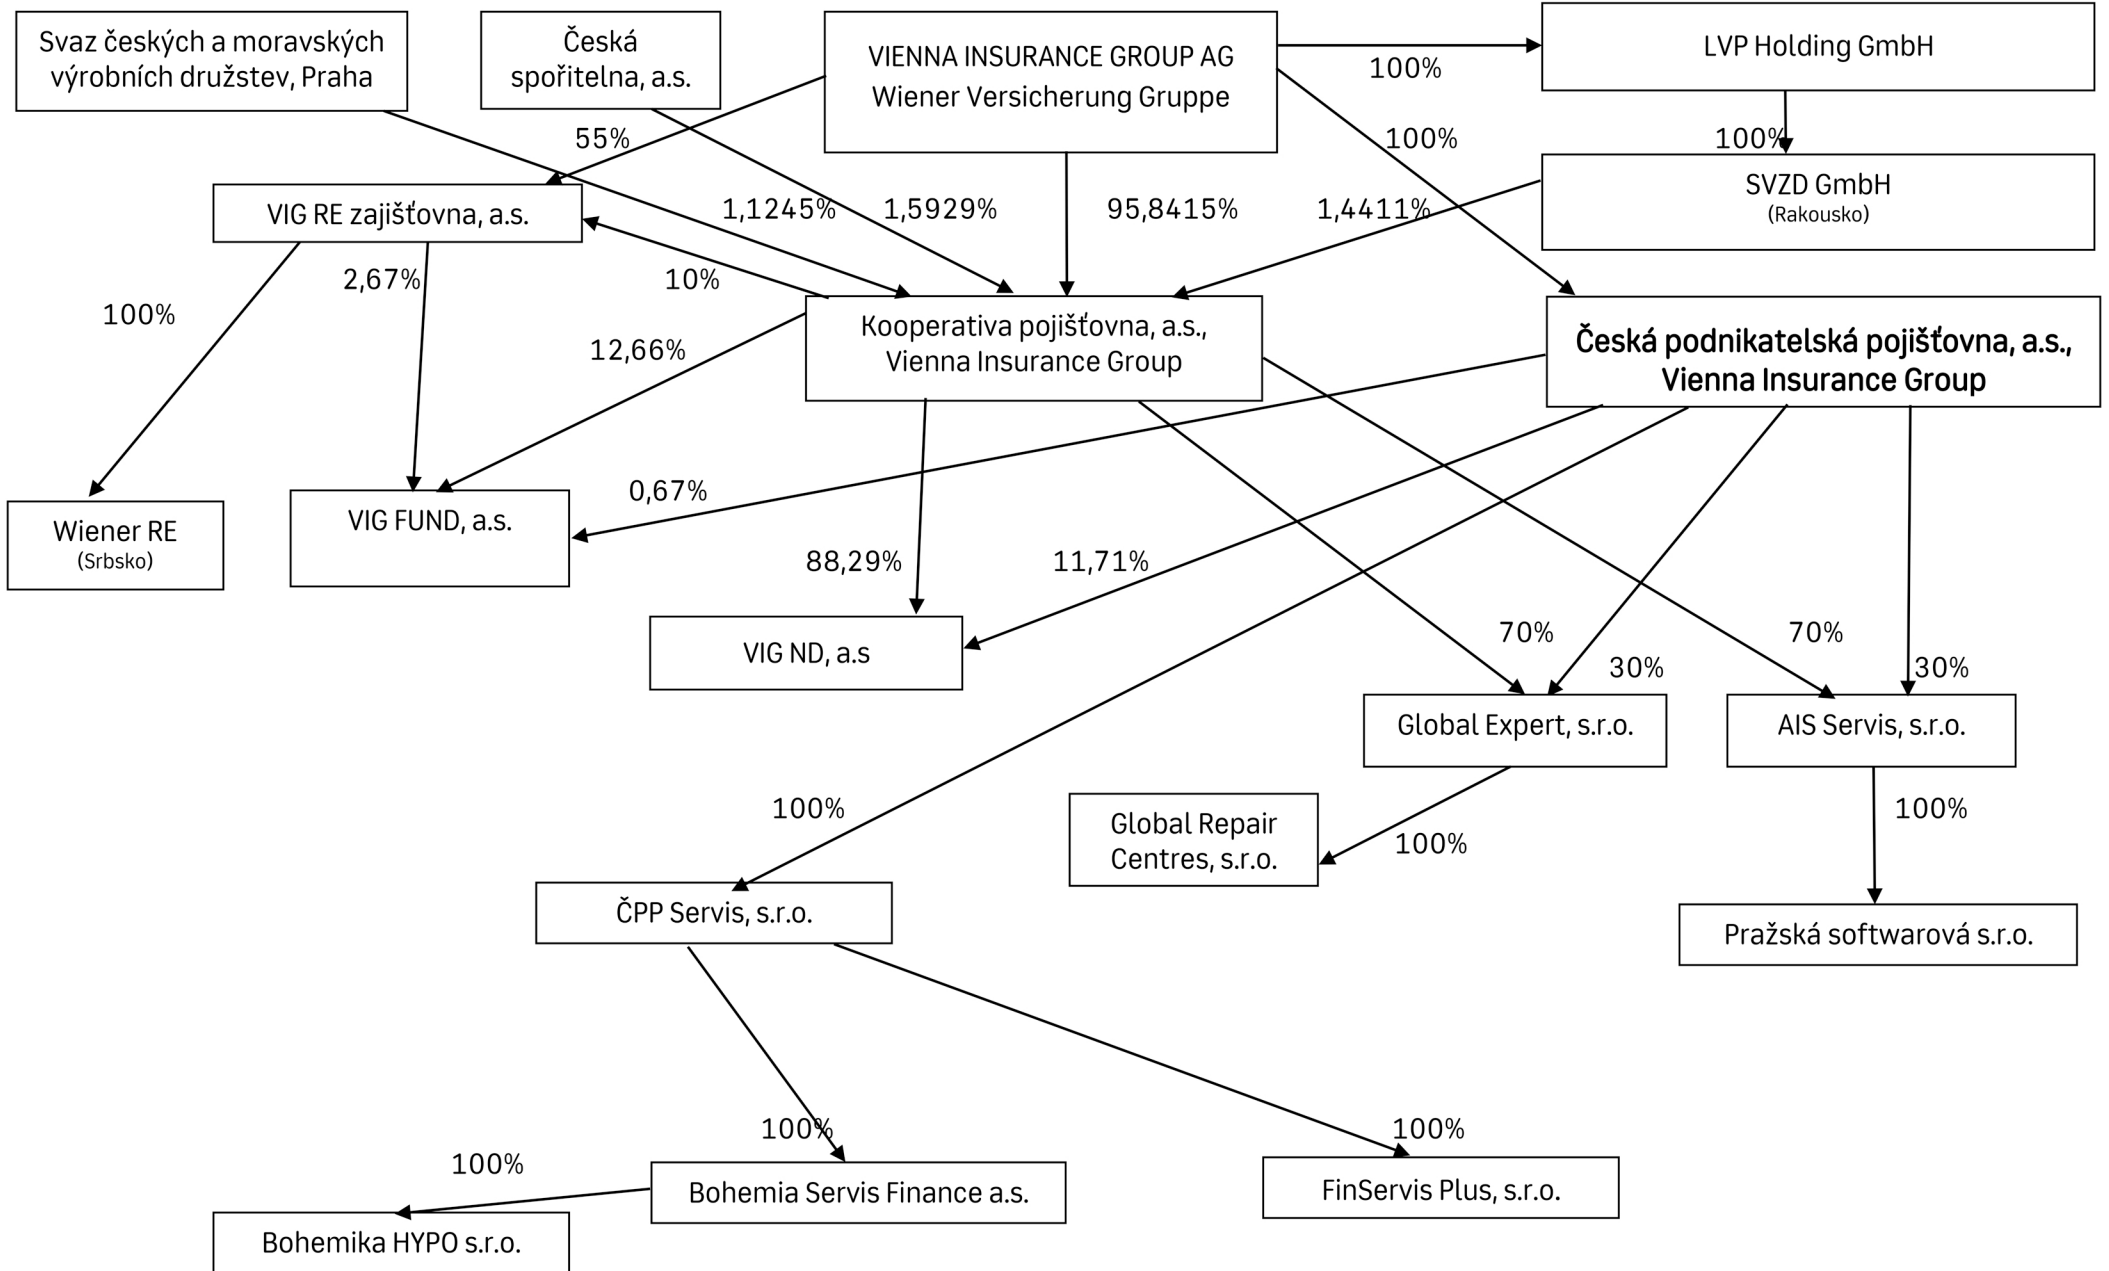 Svaz českých a moravských
výrobních družstev, Praha
Česká
spořitelna, a.s.
VIENNA INSURANCE GROUP AG
Wiener Versicherung Gruppe
LVP Holding GmbH
100%
55%
100%
100%
SVZD GmbH
(Rakousko)
VIG RE zajišťovna, a.s.
1,1245%
1,5929%
95,8415%
1,4411%
2,67%
10%
100%
Kooperativa pojišťovna, a.s.,
Vienna Insurance Group
Česká podnikatelská pojišťovna, a.s.,
Vienna Insurance Group
12,66%
0,67%
Wiener RE
(Srbsko)
VIG FUND, a.s.
88,29%
11,71%
VIG ND, a.s
70%
30%
70%
30%
Global Expert, s.r.o.
AIS Servis, s.r.o.
100%
Global Repair
Centres, s.r.o.
100%
100%
ČPP Servis, s.r.o.
Pražská softwarová s.r.o.
100%
100%
100%
Bohemia Servis Finance a.s.
FinServis Plus, s.r.o.
Bohemika HYPO s.r.o.